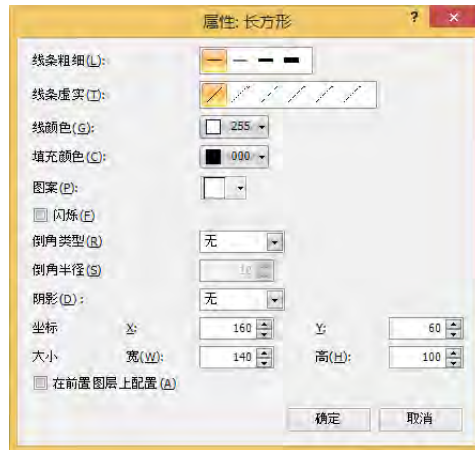 属性: 长方形
线条粗细(L):
线条虚实(T):
线颜色(G): 255
填充颜色(C): 000
图案(P):
闪烁(F)
倒角类型(R) 无
倒角半径(S) 10
阴影(D): 无
坐标 X: 160 Y: 60
大小 宽(W): 140 高(H): 100
在前置图层上配置(A)
确定 取消